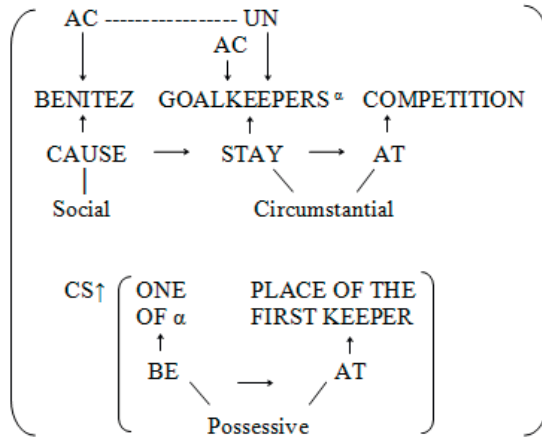 AC ------------------- UN
AC
BENITEZ GOALKEEPERS α COMPETITION
CAUSE STAY AT
Social Circumstantial
CS↑ ONE PLACE OF THE
OF α FIRST KEEPER
BE AT
Possessive